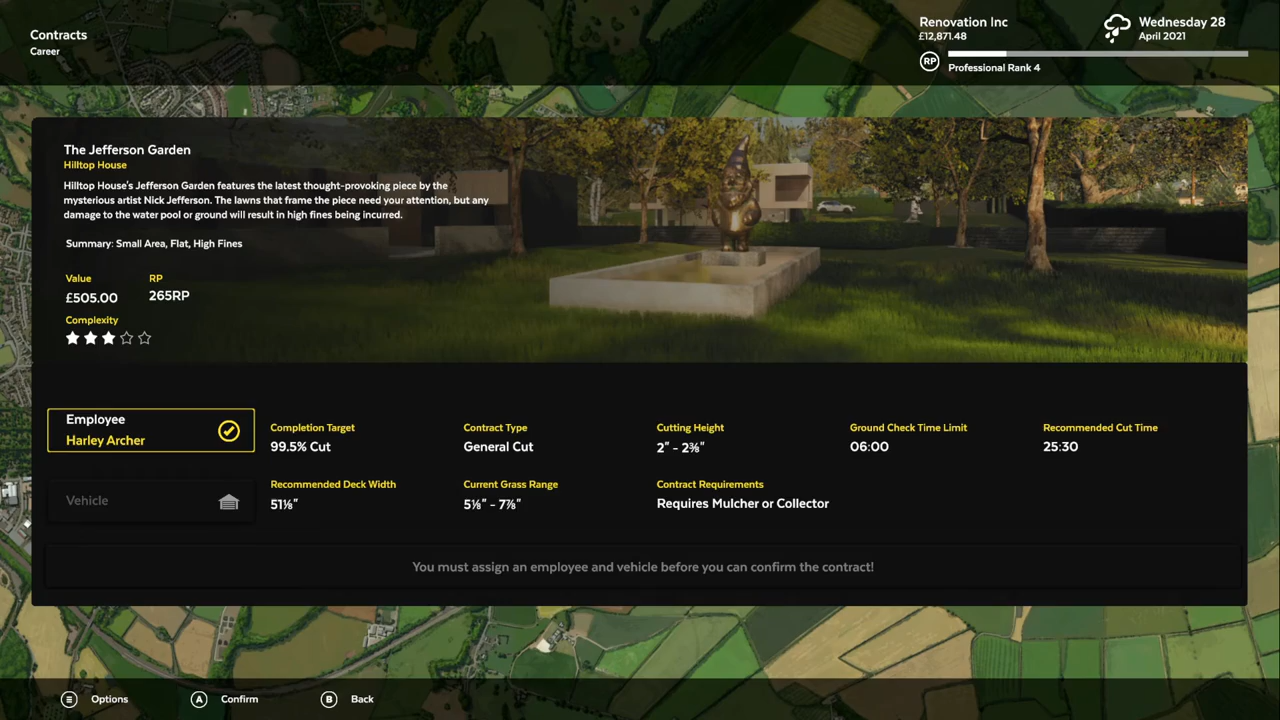 Contracts
Career
Renovation Inc
£12,871.48
Wednesday 28
April 2021
RP
Professional Rank 4
The Jefferson Garden
Hilltop House
Hilltop House's Jefferson Garden features the latest thought-provoking piece by the
mysterious artist Nick Jefferson. The lawns that frame the piece need your attention, but any
damage to the water pool or ground will result in high fines being incurred.
Summary: Small Area, Flat, High Fines
Value
RP
£505.00
265RP
Complexity
Employee
Harley Archer
Completion Target
99.5% Cut
Contract Type
General Cut
Cutting Height
2" - 2⅜"
Ground Check Time Limit
06:00
Recommended Cut Time
25:30
Vehicle
Recommended Deck Width
51⅛"
Current Grass Range
5⅛" - 7⅞"
Contract Requirements
Requires Mulcher or Collector
You must assign an employee and vehicle before you can confirm the contract!
Options
A Confirm
B Back